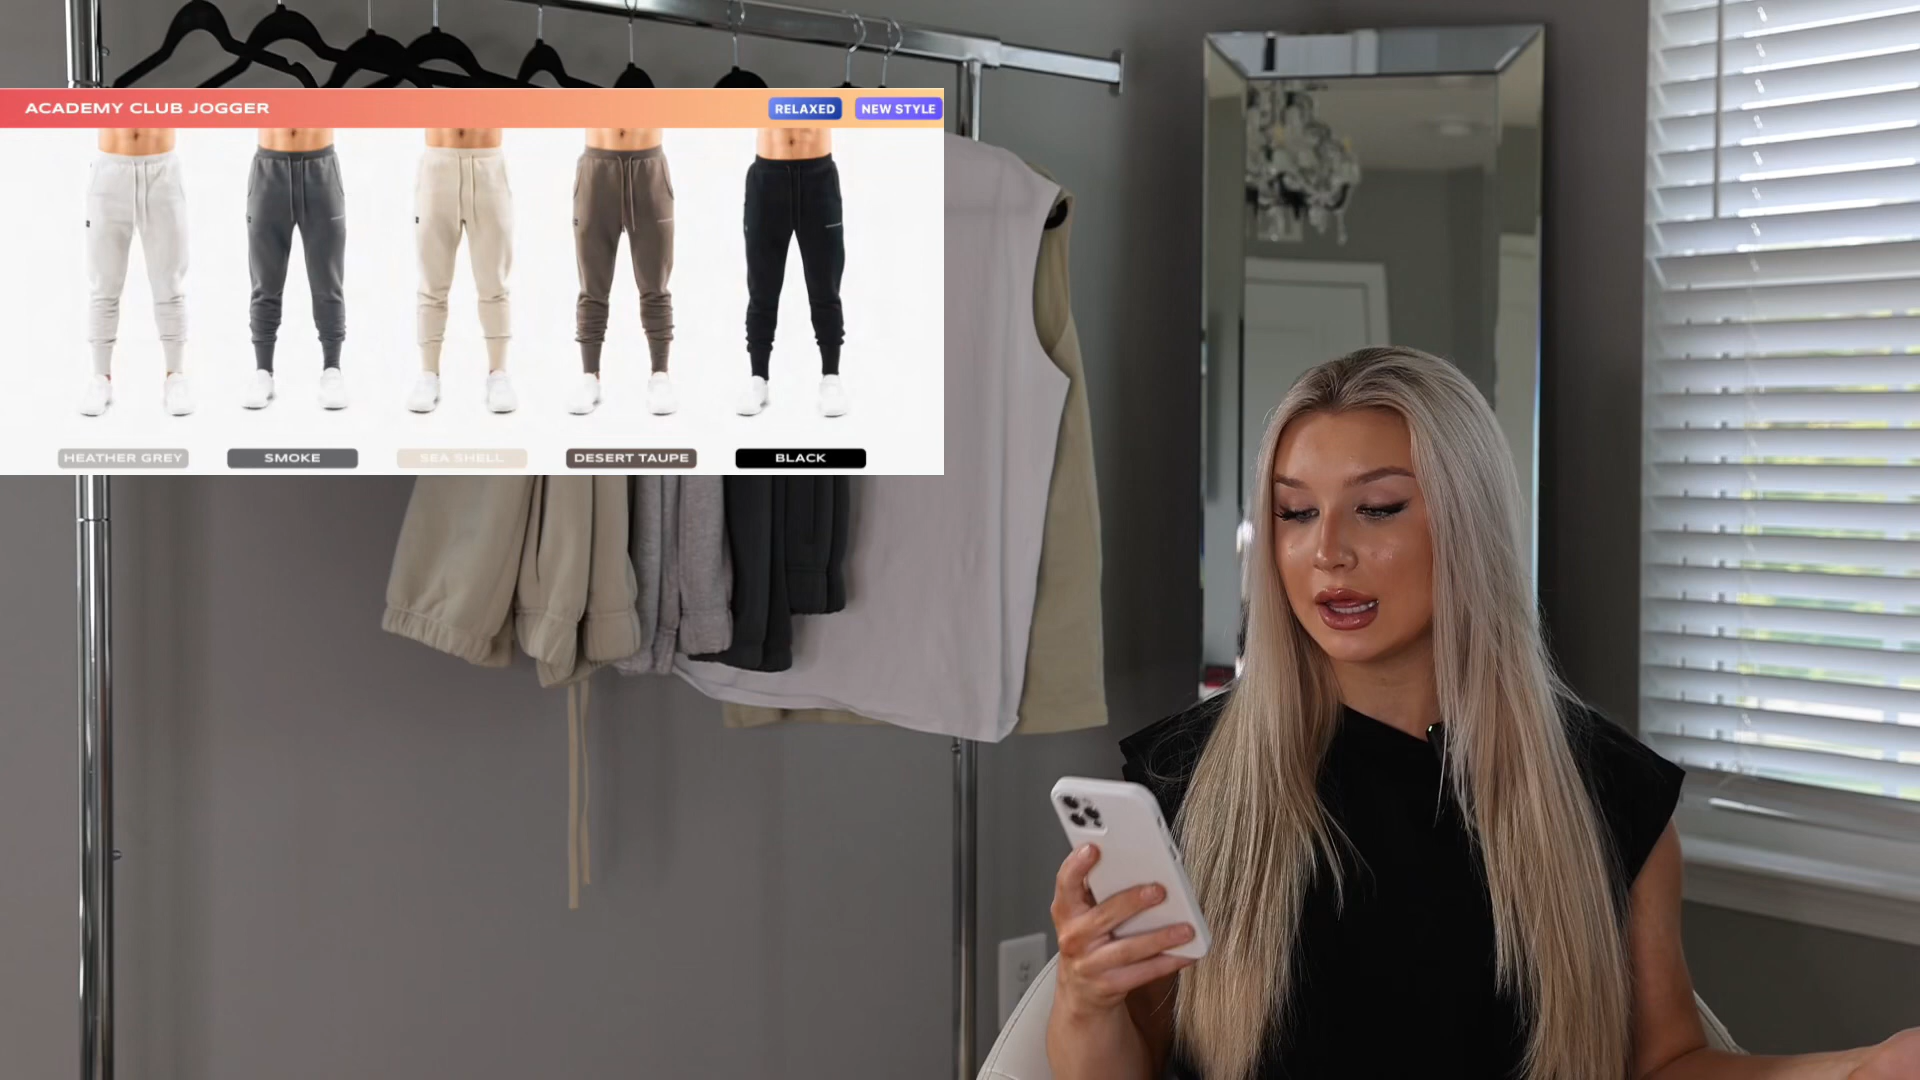 ACADEMY CLUB JOGGER
RELAXED NEW STYLE
HEATHER GREY SMOKE SEA SHELL DESERT TAUPE BLACK